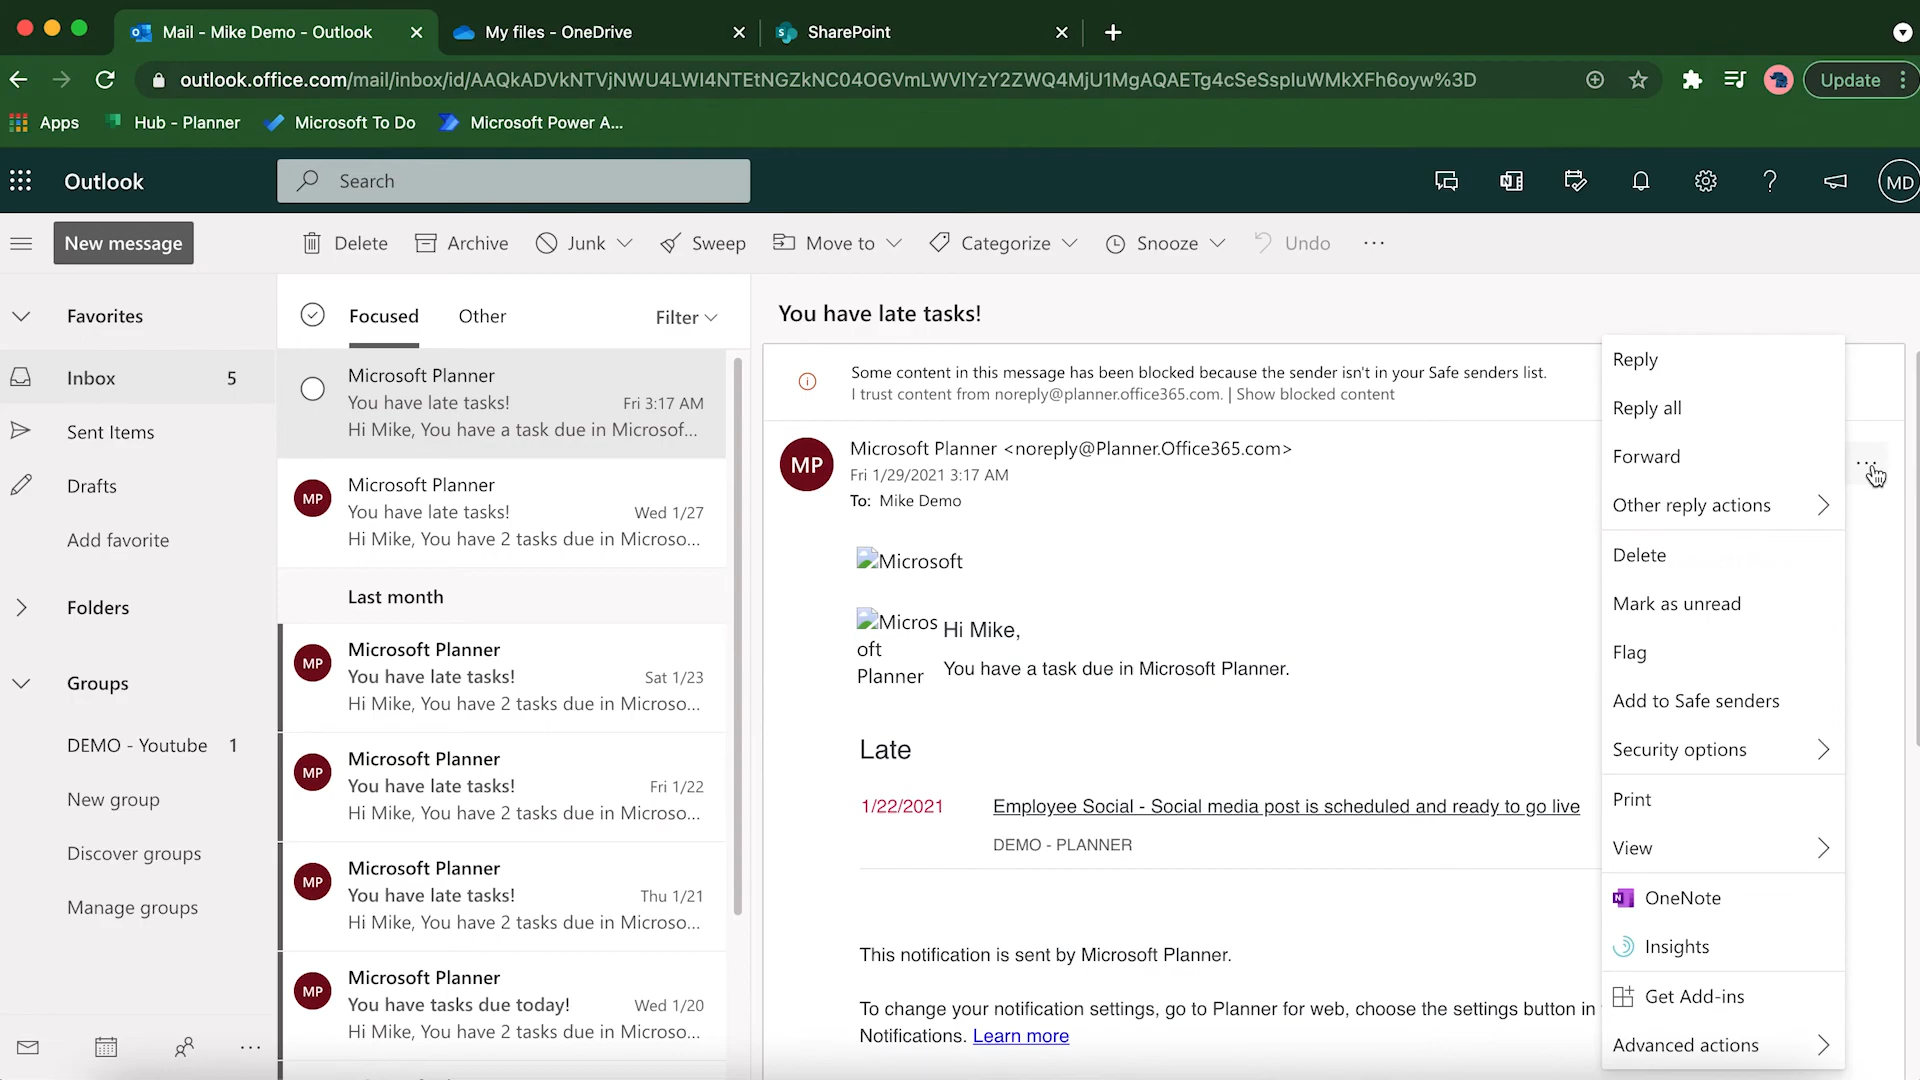 Mail - Mike Demo - Outlook
My files - OneDrive
SharePoint
outlook.office.com/mail/inbox/id/AAQkADVkNTVjNWU4LWI4NTEtNGZkNC04OGVmLWVlYzY2ZWQ4MjU1MgAQAETg4cSeSspIuWMkXFh6oyw%3D
Update
Apps
Hub - Planner
Microsoft To Do
Microsoft Power A...
Outlook
Search
MD
New message
Delete
Archive
Junk
Sweep
Move to
Categorize
Snooze
Undo
Favorites
Inbox 5
Sent Items
Drafts
Add favorite
Folders
Groups
DEMO - Youtube 1
New group
Discover groups
Manage groups
Focused
Other
Filter
Microsoft Planner
You have late tasks! Fri 3:17 AM
Hi Mike, You have a task due in Microsof...
MP
Microsoft Planner
You have late tasks! Wed 1/27
Hi Mike, You have 2 tasks due in Microso...
Last month
MP
Microsoft Planner
You have late tasks! Sat 1/23
Hi Mike, You have 2 tasks due in Microso...
MP
Microsoft Planner
You have late tasks! Fri 1/22
Hi Mike, You have 2 tasks due in Microso...
MP
Microsoft Planner
You have late tasks! Thu 1/21
Hi Mike, You have 2 tasks due in Microso...
MP
Microsoft Planner
You have tasks due today! Wed 1/20
Hi Mike, You have 2 tasks due in Microso...
You have late tasks!
Some content in this message has been blocked because the sender isn't in your Safe senders list.
I trust content from noreply@planner.office365.com. | Show blocked content
MP
Microsoft Planner <noreply@Planner.Office365.com>
Fri 1/29/2021 3:17 AM
To: Mike Demo
Microsoft
Micros
oft
Planner
Hi Mike,
You have a task due in Microsoft Planner.
Late
1/22/2021
Employee Social - Social media post is scheduled and ready to go live
DEMO - PLANNER
This notification is sent by Microsoft Planner.
To change your notification settings, go to Planner for web, choose the settings button in
Notifications. Learn more
Reply
Reply all
Forward
Other reply actions
Delete
Mark as unread
Flag
Add to Safe senders
Security options
Print
View
OneNote
Insights
Get Add-ins
Advanced actions